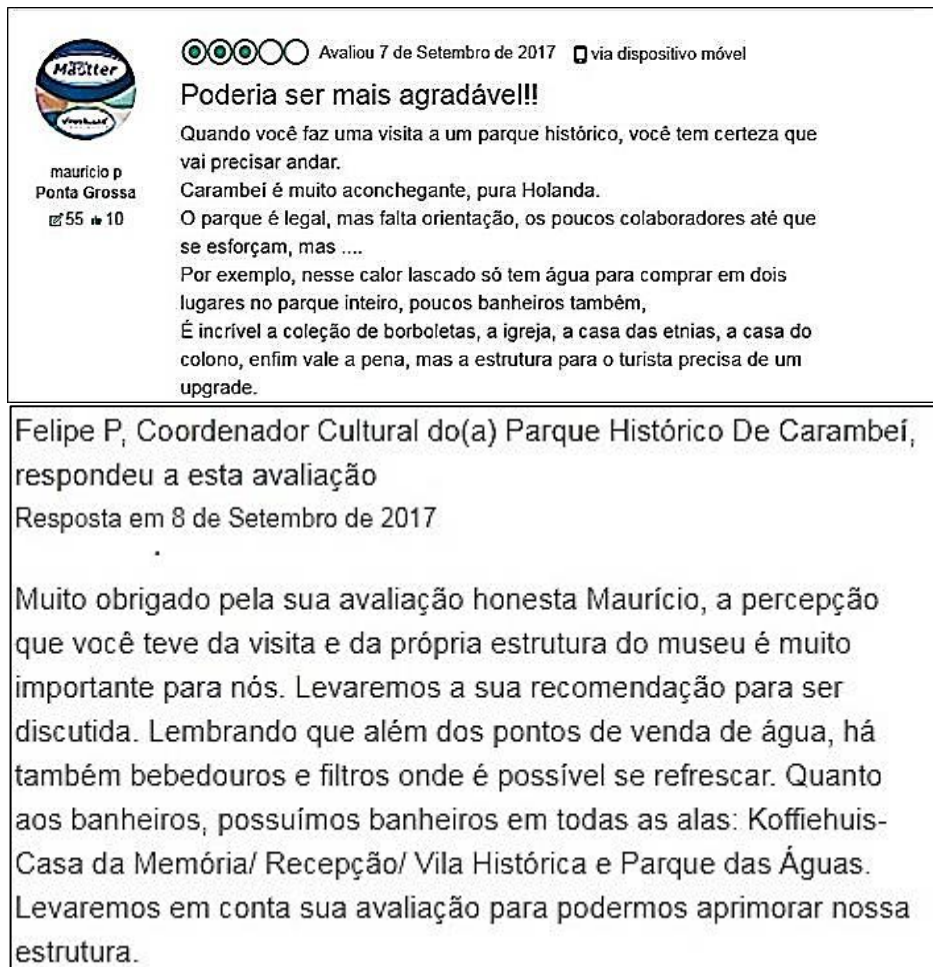 Mastter
Avaliou 7 de Setembro de 2017 via dispositivo móvel
Poderia ser mais agradável!!
mauricio p
Ponta Grossa
55 10
Quando você faz uma visita a um parque histórico, você tem certeza que
vai precisar andar.
Carambeí é muito aconchegante, pura Holanda.
O parque é legal, mas falta orientação, os poucos colaboradores até que
se esforçam, mas ....
Por exemplo, nesse calor lascado só tem água para comprar em dois
lugares no parque inteiro, poucos banheiros também,
É incrível a coleção de borboletas, a igreja, a casa das etnias, a casa do
colono, enfim vale a pena, mas a estrutura para o turista precisa de um
upgrade.
Felipe P, Coordenador Cultural do(a) Parque Histórico De Carambeí,
respondeu a esta avaliação
Resposta em 8 de Setembro de 2017
Muito obrigado pela sua avaliação honesta Maurício, a percepção
que você teve da visita e da própria estrutura do museu é muito
importante para nós. Levaremos a sua recomendação para ser
discutida. Lembrando que além dos pontos de venda de água, há
também bebedouros e filtros onde é possível se refrescar. Quanto
aos banheiros, possuímos banheiros em todas as alas: Koffiehuis-
Casa da Memória/ Recepção/ Vila Histórica e Parque das Águas.
Levaremos em conta sua avaliação para podermos aprimorar nossa
estrutura.